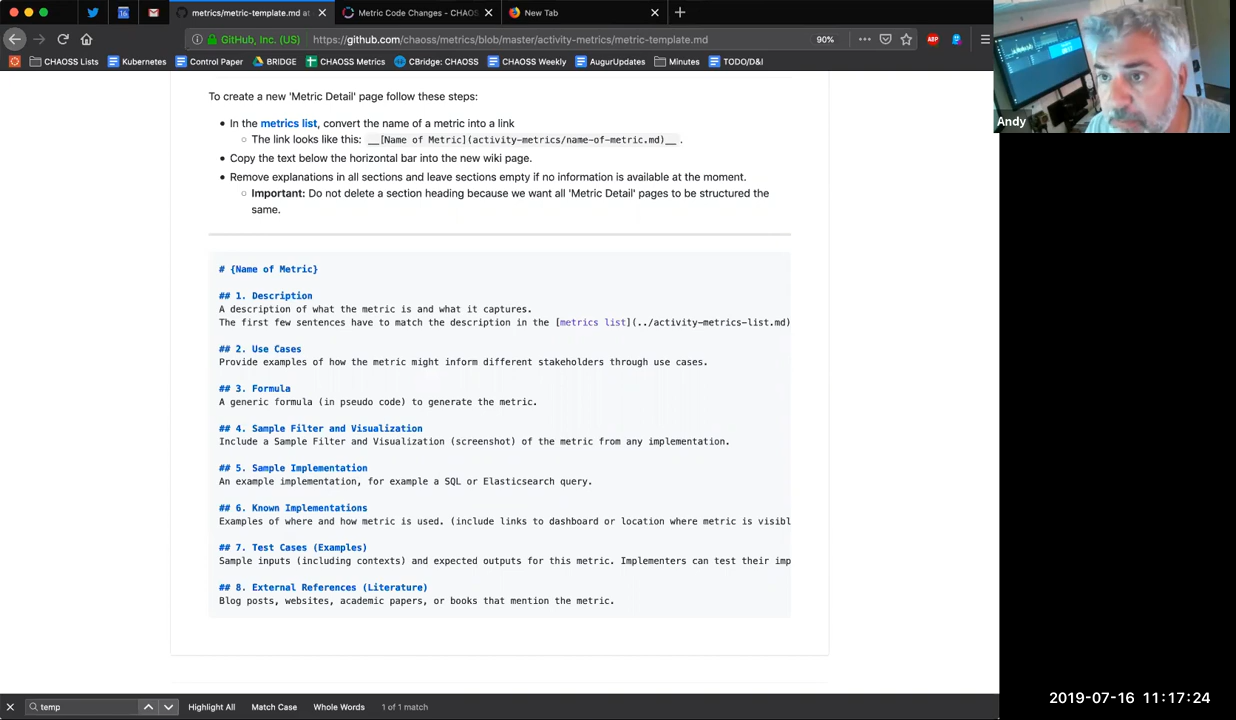 metrics/metric-template.md at
Metric Code Changes - CHAOS
New Tab
GitHub, Inc. (US)
https://github.com/chaoss/metrics/blob/master/activity-metrics/metric-template.md
90%
ABP
CHAOSS Lists
Kubernetes
Control Paper
BRIDGE
CHAOSS Metrics
CBridge: CHAOSS
CHAOSS Weekly
AugurUpdates
Minutes
TODO/D&I
Andy
To create a new 'Metric Detail' page follow these steps:
In the metrics list, convert the name of a metric into a link
The link looks like this: __[Name of Metric](activity-metrics/name-of-metric.md)__ .
Copy the text below the horizontal bar into the new wiki page.
Remove explanations in all sections and leave sections empty if no information is available at the moment.
Important: Do not delete a section heading because we want all 'Metric Detail' pages to be structured the
same.
# {Name of Metric}
## 1. Description
A description of what the metric is and what it captures.
The first few sentences have to match the description in the [metrics list](../activity-metrics-list.md)
## 2. Use Cases
Provide examples of how the metric might inform different stakeholders through use cases.
## 3. Formula
A generic formula (in pseudo code) to generate the metric.
## 4. Sample Filter and Visualization
Include a Sample Filter and Visualization (screenshot) of the metric from any implementation.
## 5. Sample Implementation
An example implementation, for example a SQL or Elasticsearch query.
## 6. Known Implementations
Examples of where and how metric is used. (include links to dashboard or location where metric is visibl
## 7. Test Cases (Examples)
Sample inputs (including contexts) and expected outputs for this metric. Implementers can test their imp
## 8. External References (Literature)
Blog posts, websites, academic papers, or books that mention the metric.
temp
Highlight All
Match Case
Whole Words
1 of 1 match
2019-07-16 11:17:24